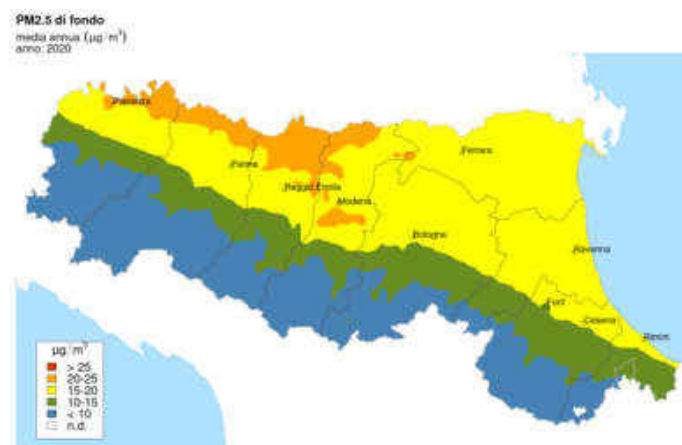 PM2.5 di fondo
media annua (µg/m³)
anno: 2020
Piacenza
Parma
Reggio Emilia
Modena
Ferrara
Bologna
Ravenna
Forlì
Cesena
Rimini
µg/m³
> 25
20-25
15-20
10-15
< 10
n.d.